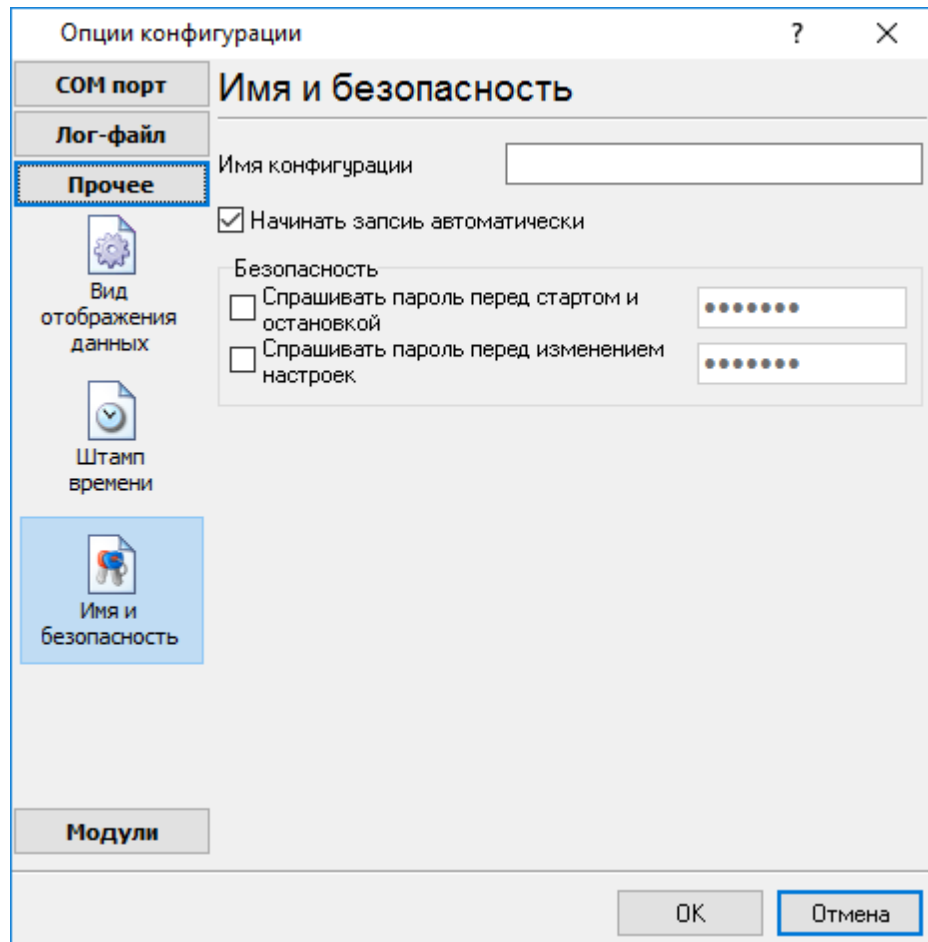 Опции конфигурации
?
COM порт
Лог-файл
Прочее
Вид
отображения
данных
Штамп
времени
Имя и
безопасность
Модули
Имя и безопасность
Имя конфигурации
Начинать запсиь автоматически
Безопасность
Спрашивать пароль перед стартом и
остановкой
Спрашивать пароль перед изменением
настроек
OK
Отмена